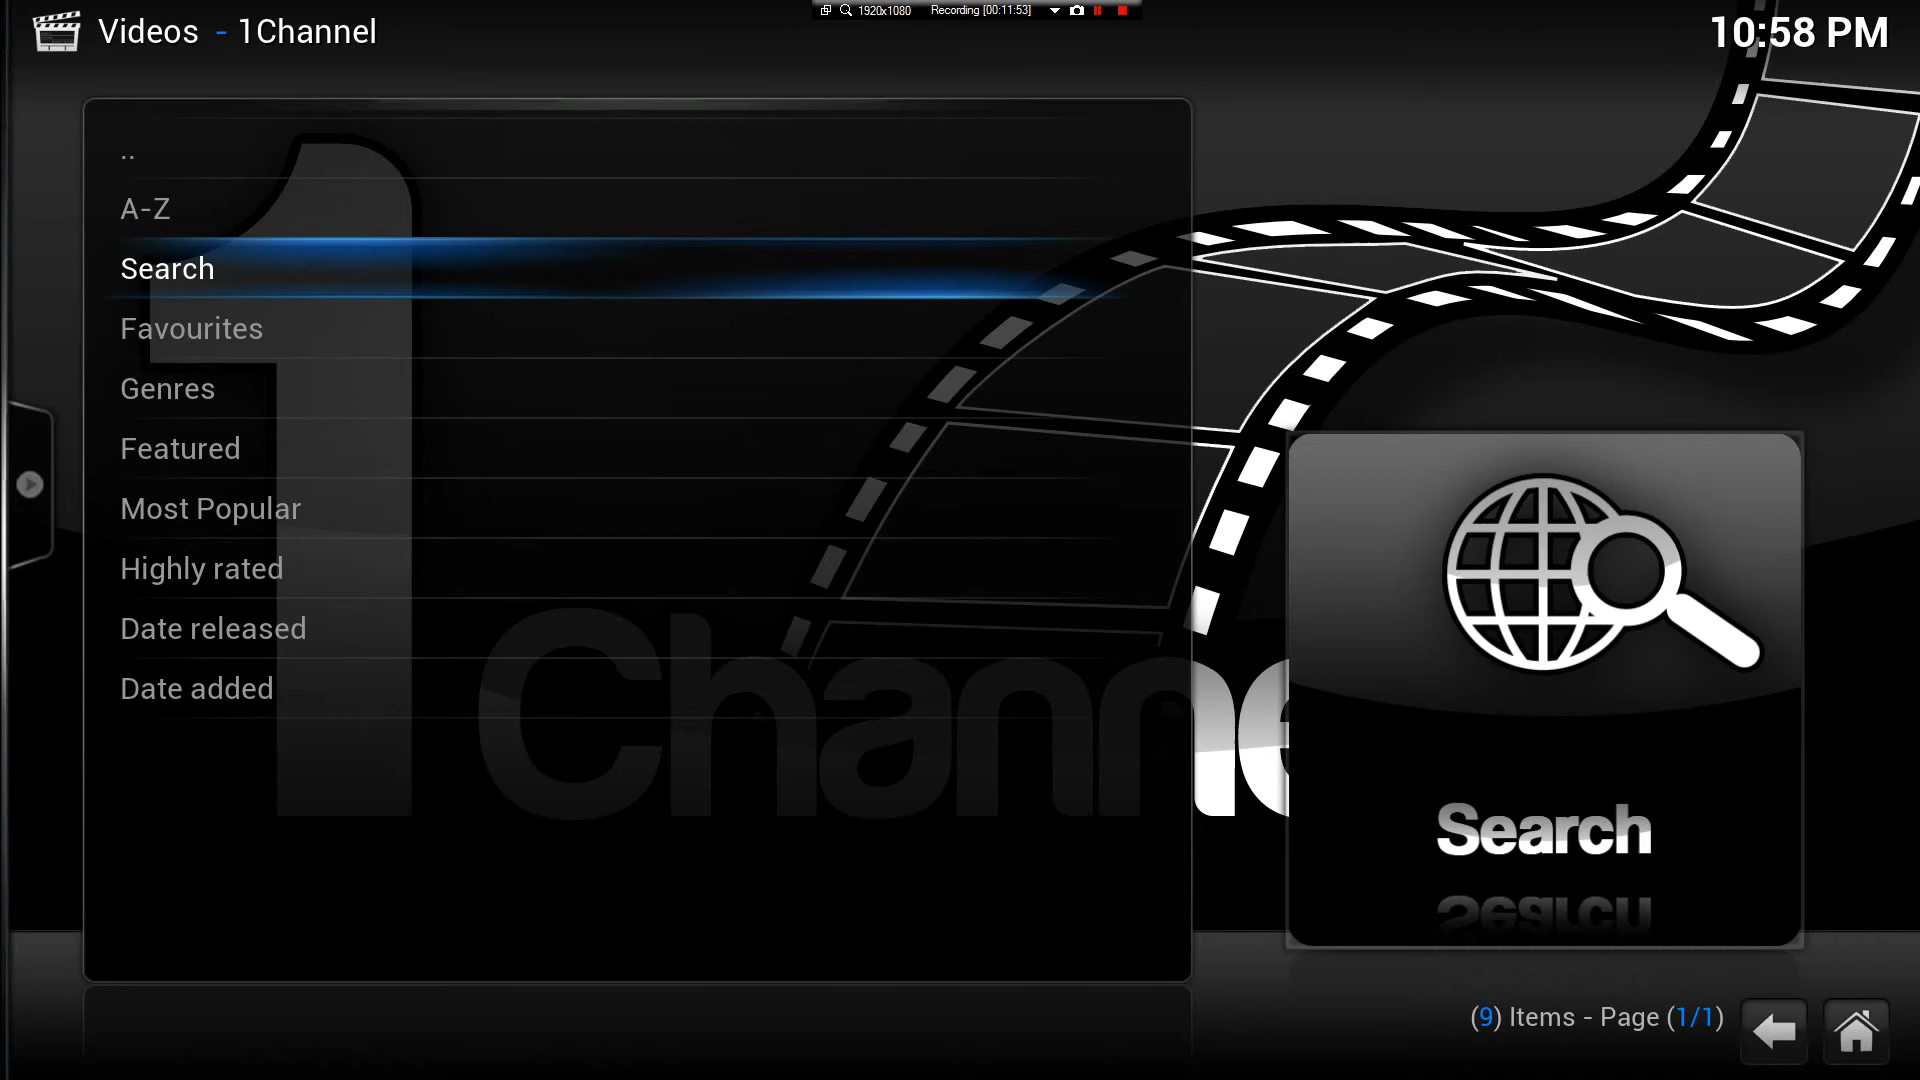 1920x1080 Recording [00:11:53]
Videos - 1Channel
10:58 PM
..
A-Z
Search
Favourites
Genres
Featured
Most Popular
Highly rated
Date released
Date added
1Channe
Search
(9) Items - Page (1/1)